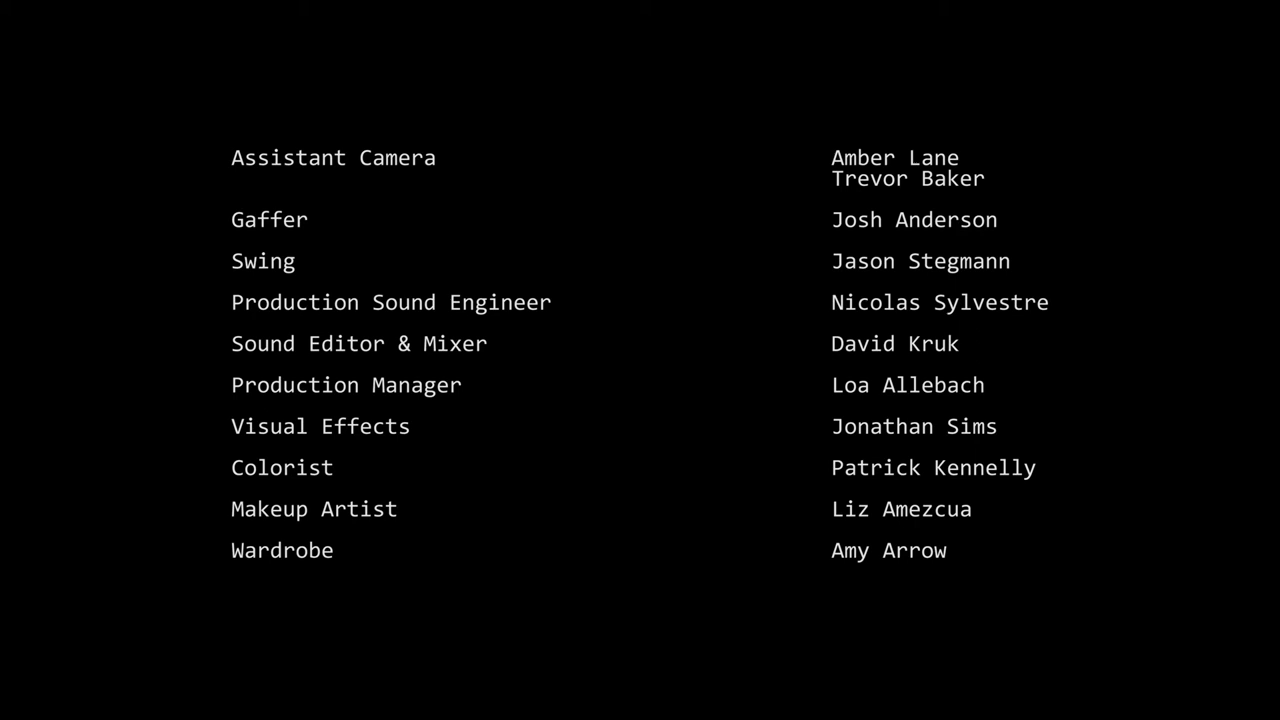 Assistant Camera Amber Lane
Trevor Baker
Gaffer Josh Anderson
Swing Jason Stegmann
Production Sound Engineer Nicolas Sylvestre
Sound Editor & Mixer David Kruk
Production Manager Loa Allebach
Visual Effects Jonathan Sims
Colorist Patrick Kennelly
Makeup Artist Liz Amezcua
Wardrobe Amy Arrow